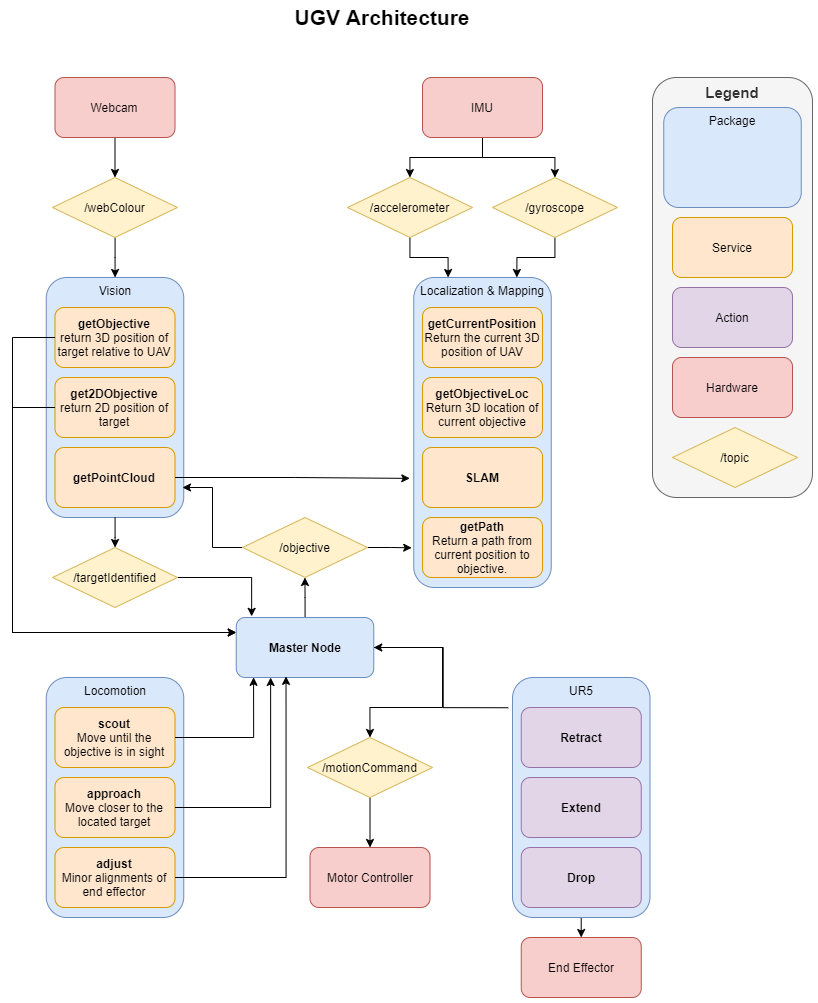 UGV Architecture
Webcam
IMU
Legend
Package
/webColour
/accelerometer
/gyroscope
Service
Vision
Localization & Mapping
getObjective
return 3D position of
target relative to UAV
getCurrentPosition
Return the current 3D
position of UAV
Action
get2DObjective
return 2D position of
target
getObjectiveLoc
Return 3D location of
current objective
Hardware
getPointCloud
SLAM
/topic
/objective
getPath
Return a path from
current position to
objective.
/targetIdentified
Master Node
Locomotion
UR5
scout
Move until the
objective is in sight
Retract
/motionCommand
approach
Move closer to the
located target
Extend
adjust
Minor alignments of
end effector
Motor Controller
Drop
End Effector